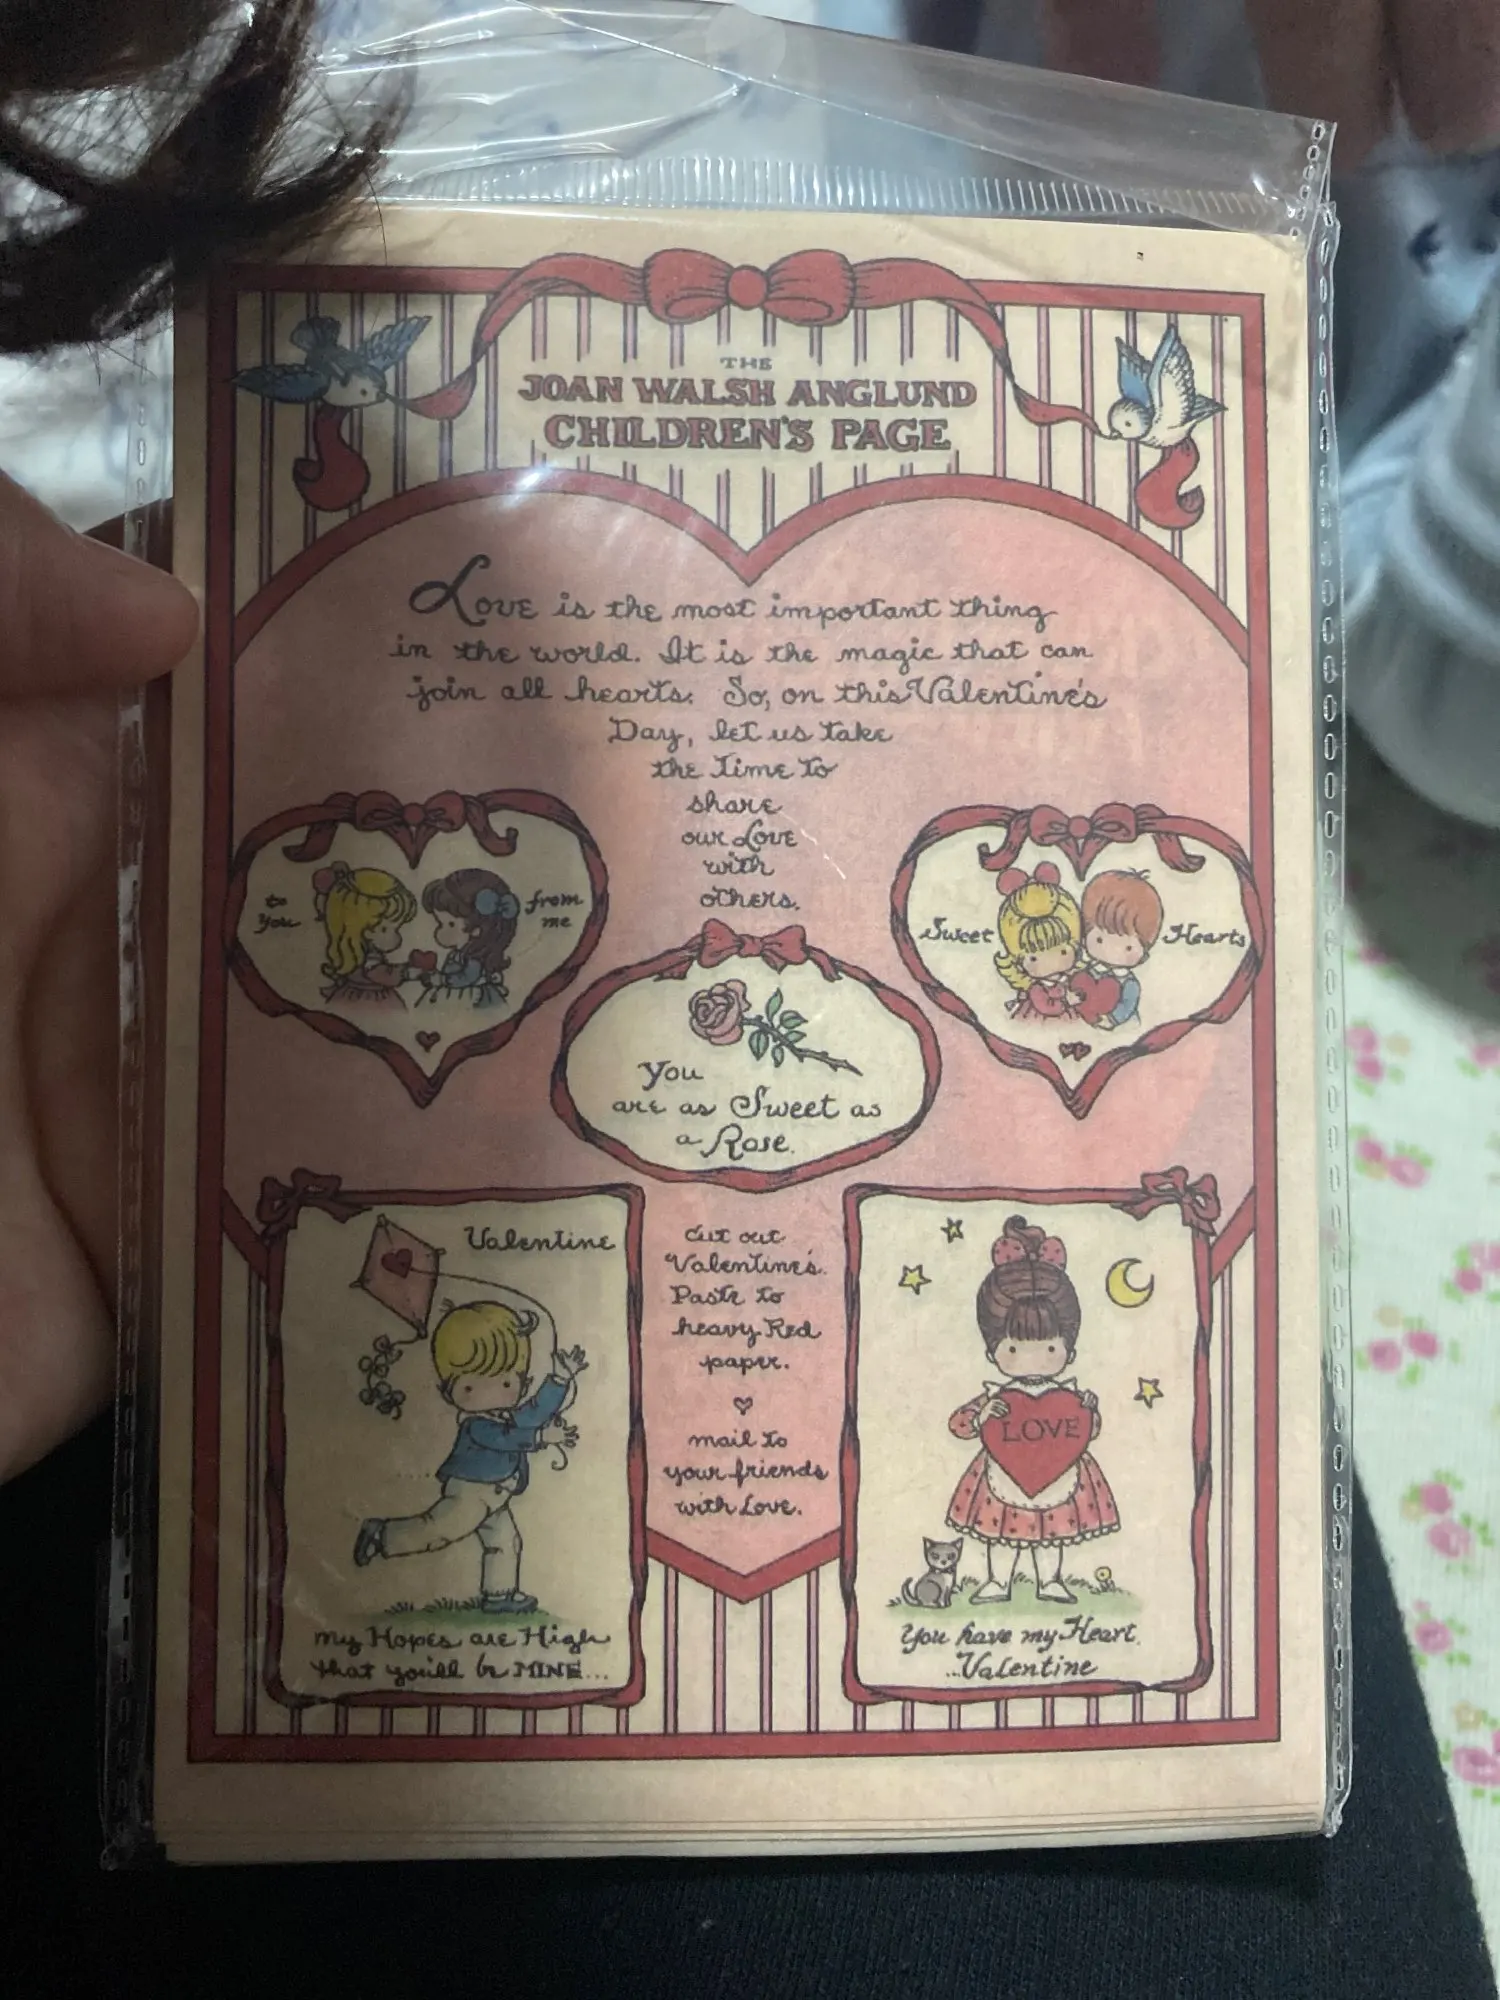 THE
JOAN WALSH ANGLUND
CHILDREN'S PAGE
Love is the most important thing
in the world. It is the magic that can
join all hearts. So, on this Valentine's
Day, let us take
the time to
share
our Love
with
others.
to
you
from
me
Sweet
Hearts
you
are as Sweet as
a Rose.
Valentine
my Hopes are High
that you'll be MINE...
Cut out
Valentine's.
Paste to
heavy Red
paper.
mail to
your friends
with Love.
LOVE
You have my Heart,
...Valentine